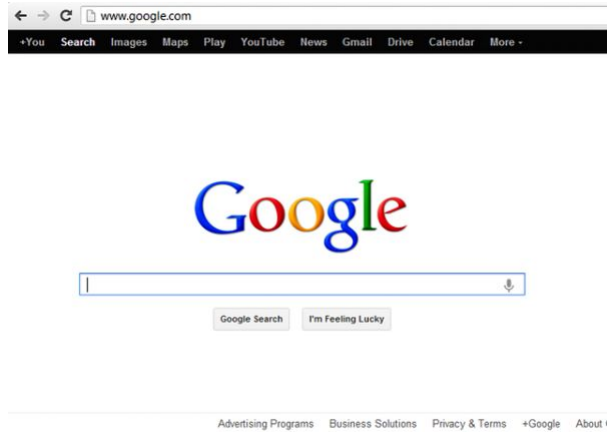 www.google.com
+You Search Images Maps Play YouTube News Gmail Drive Calendar More
Google
Google Search I'm Feeling Lucky
Advertising Programs Business Solutions Privacy & Terms +Google About